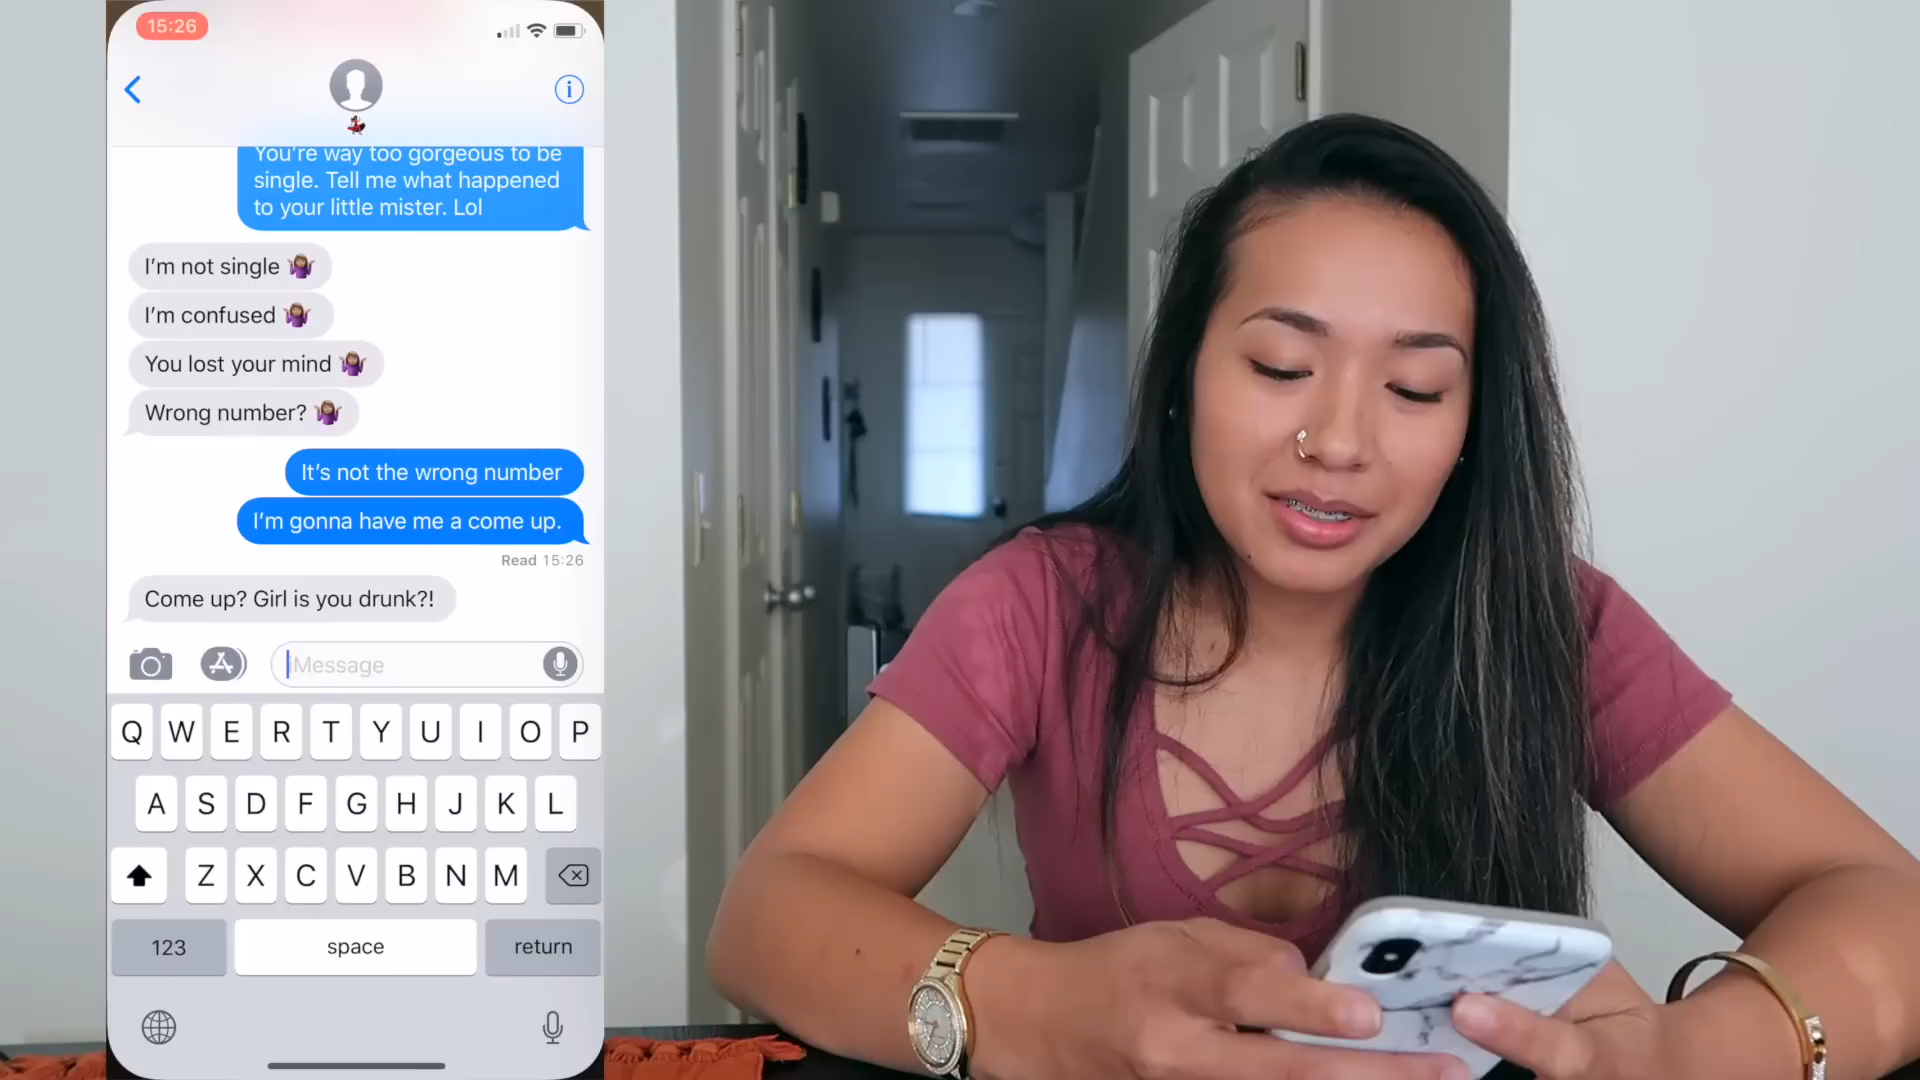 15:26
You're way too gorgeous to be
single. Tell me what happened
to your little mister. Lol
I'm not single 🤷🏽‍♀️
I'm confused 🤷🏽‍♀️
You lost your mind 🤷🏽‍♀️
Wrong number? 🤷🏽‍♀️
It's not the wrong number
I'm gonna have me a come up.
Read 15:26
Come up? Girl is you drunk?!
iMessage
Q W E R T Y U I O P
A S D F G H J K L
Z X C V B N M
123 space return